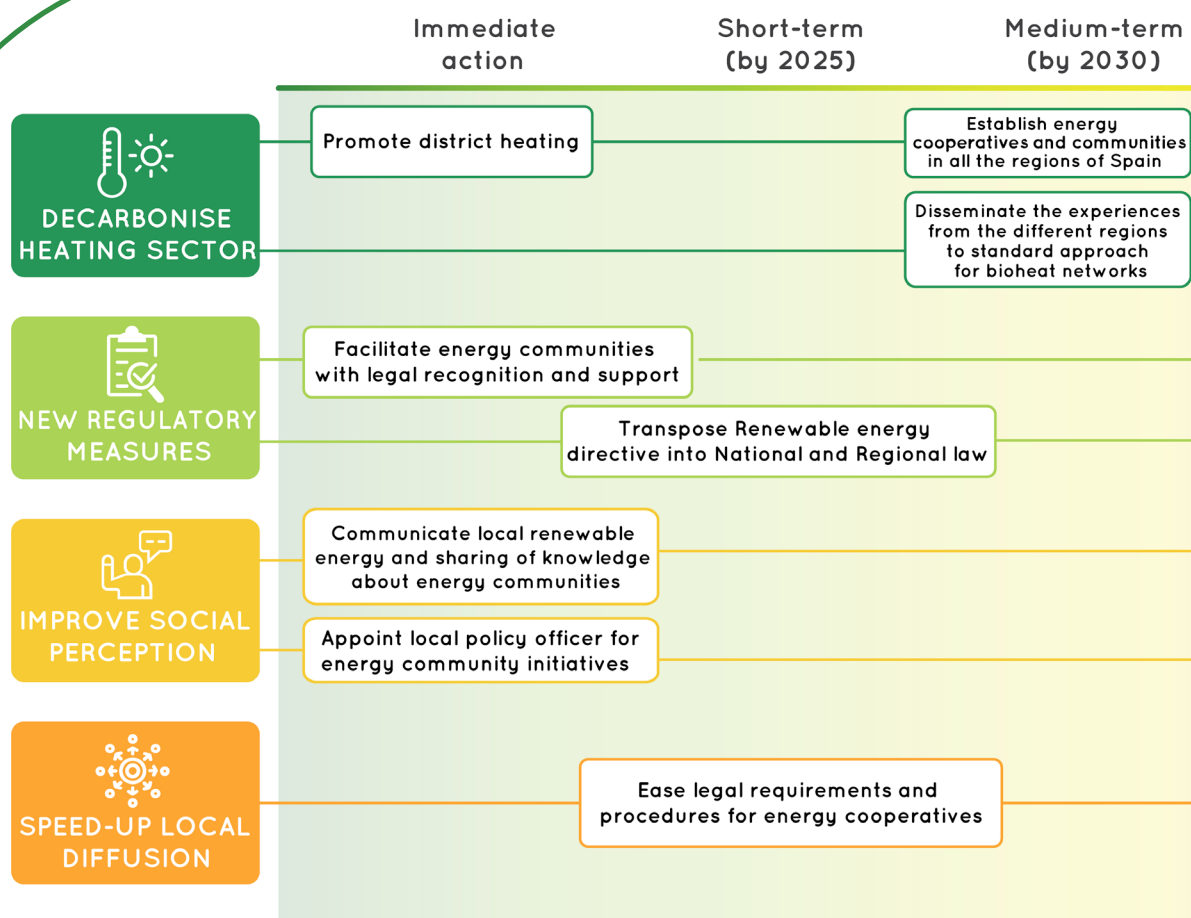 Immediate
action
Short-term
(by 2025)
Medium-term
(by 2030)
DECARBONISE
HEATING SECTOR
Promote district heating
Establish energy
cooperatives and communities
in all the regions of Spain
Disseminate the experiences
from the different regions
to standard approach
for bioheat networks
NEW REGULATORY
MEASURES
Facilitate energy communities
with legal recognition and support
Transpose Renewable energy
directive into National and Regional law
IMPROVE SOCIAL
PERCEPTION
Communicate local renewable
energy and sharing of knowledge
about energy communities
Appoint local policy officer for
energy community initiatives
SPEED-UP LOCAL
DIFFUSION
Ease legal requirements and
procedures for energy cooperatives